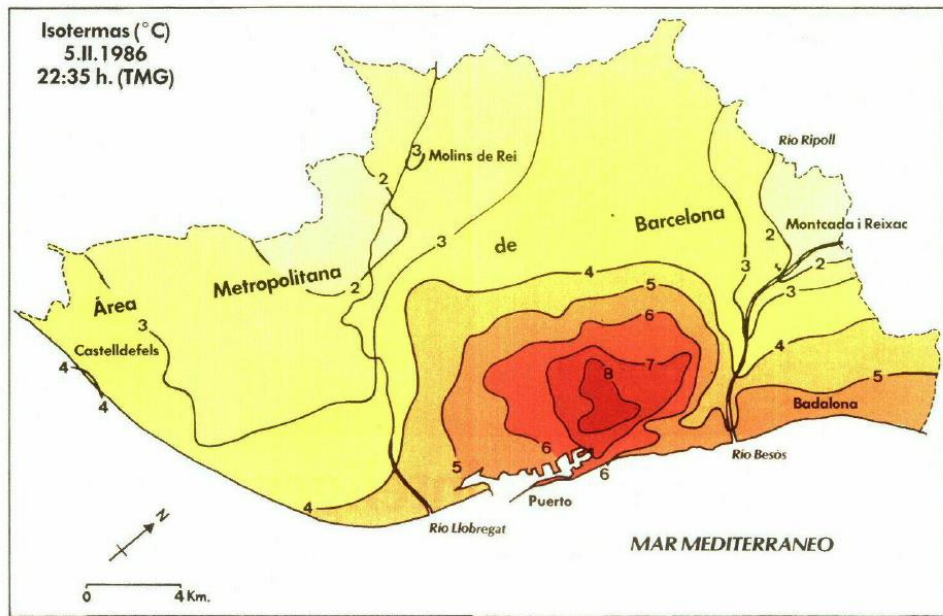 Isotermas (°C)
5.II.1986
22:35 h. (TMG)
Río Ripoll
3
Molins de Rei
2
Montcada i Reixac
Barcelona
2
3
de
2
3
4
2
Metropolitana
3
Área
5
6
3
4
Castelldefels
7
8
4
5
4
Badalona
6
5
6
Puerto
Río Besòs
4
Río Llobregat
MAR MEDITERRANEO
N
0
4 Km.